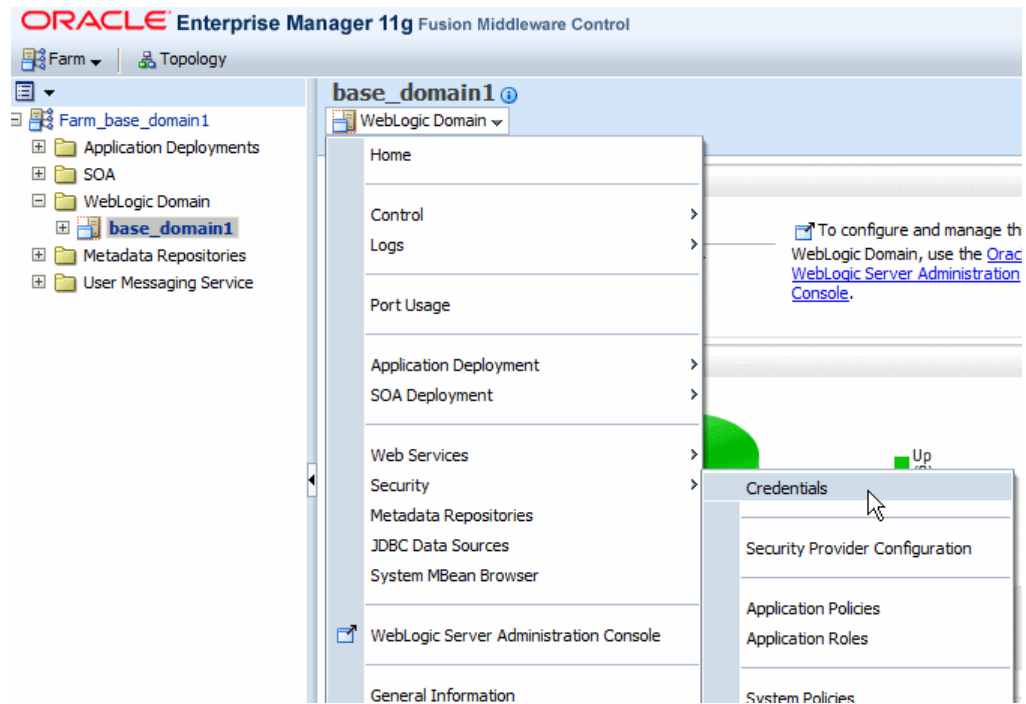 ORACLE Enterprise Manager 11g Fusion Middleware Control
Farm
Topology
Farm_base_domain1
Application Deployments
SOA
WebLogic Domain
base_domain1
Metadata Repositories
User Messaging Service
base_domain1
WebLogic Domain
Home
Control
Logs
Port Usage
Application Deployment
SOA Deployment
Web Services
Security
Metadata Repositories
JDBC Data Sources
System MBean Browser
WebLogic Server Administration Console
General Information
To configure and manage
WebLogic Domain, use the
WebLogic Server Administration
Console.
Up
Credentials
Security Provider Configuration
Application Policies
Application Roles
System Policies